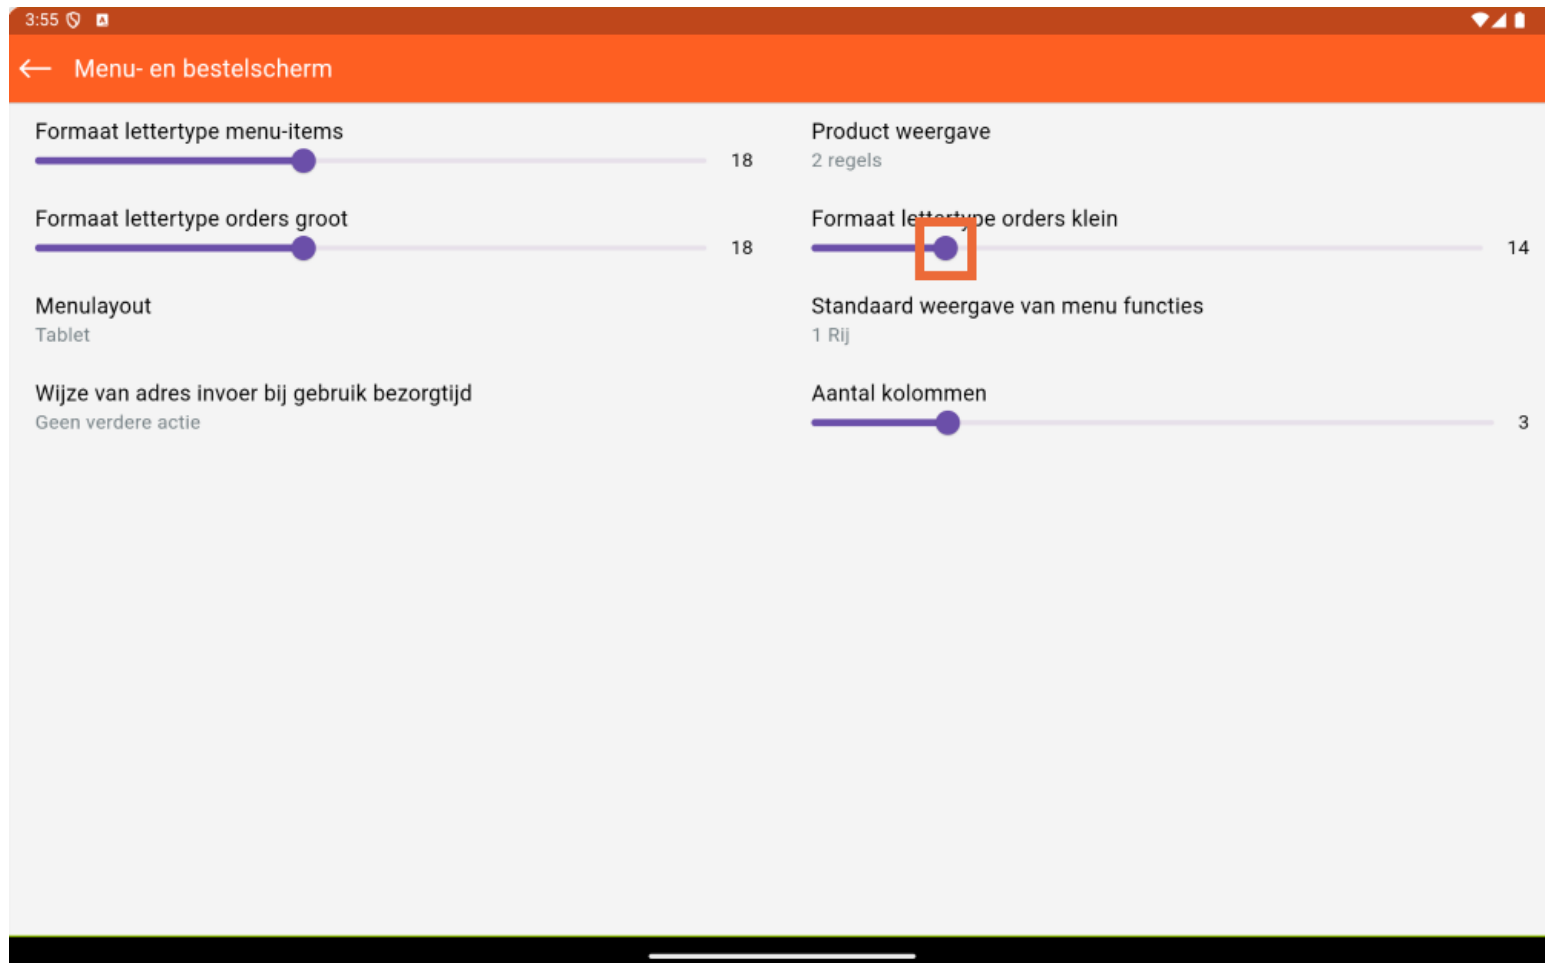 3:55
Menu- en bestelscherm
Formaat lettertype menu-items
18
Product weergave
2 regels
Formaat lettertype orders groot
18
Formaat lettertype orders klein
14
Menulayout
Tablet
Standaard weergave van menu functies
1 Rij
Wijze van adres invoer bij gebruik bezorgtijd
Geen verdere actie
Aantal kolommen
3